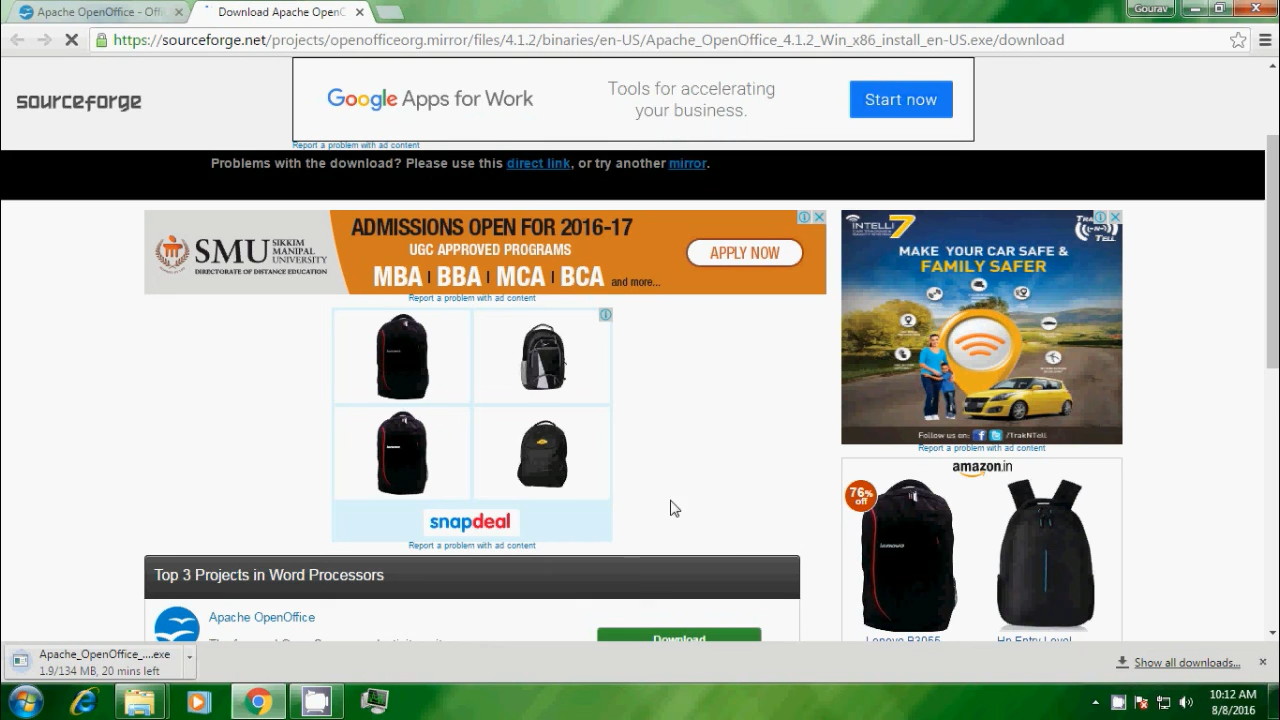 Apache OpenOffice - Offi
Download Apache OpenO
Gourav
https://sourceforge.net/projects/openofficeorg.mirror/files/4.1.2/binaries/en-US/Apache_OpenOffice_4.1.2_Win_x86_install_en-US.exe/download
sourceforge
Google Apps for Work
Tools for accelerating
your business.
Start now
Report a problem with ad content
Problems with the download? Please use this direct link, or try another mirror.
SMU
SIKKIM
MANIPAL
UNIVERSITY
DIRECTORATE OF DISTANCE EDUCATION
ADMISSIONS OPEN FOR 2016-17
UGC APPROVED PROGRAMS
MBA | BBA | MCA | BCA and more...
APPLY NOW
Report a problem with ad content
INTELLI 7
MAKE YOUR CAR SAFE &
FAMILY SAFER
Follow us on: /TrakNTell
Report a problem with ad content
snapdeal
Report a problem with ad content
amazon.in
76%
off
lenovo
Lenovo B3055
Hp Entry Level
Top 3 Projects in Word Processors
Apache OpenOffice
Download
Apache_OpenOffice_....exe
1.9/134 MB, 20 mins left
Show all downloads...
10:12 AM
8/8/2016